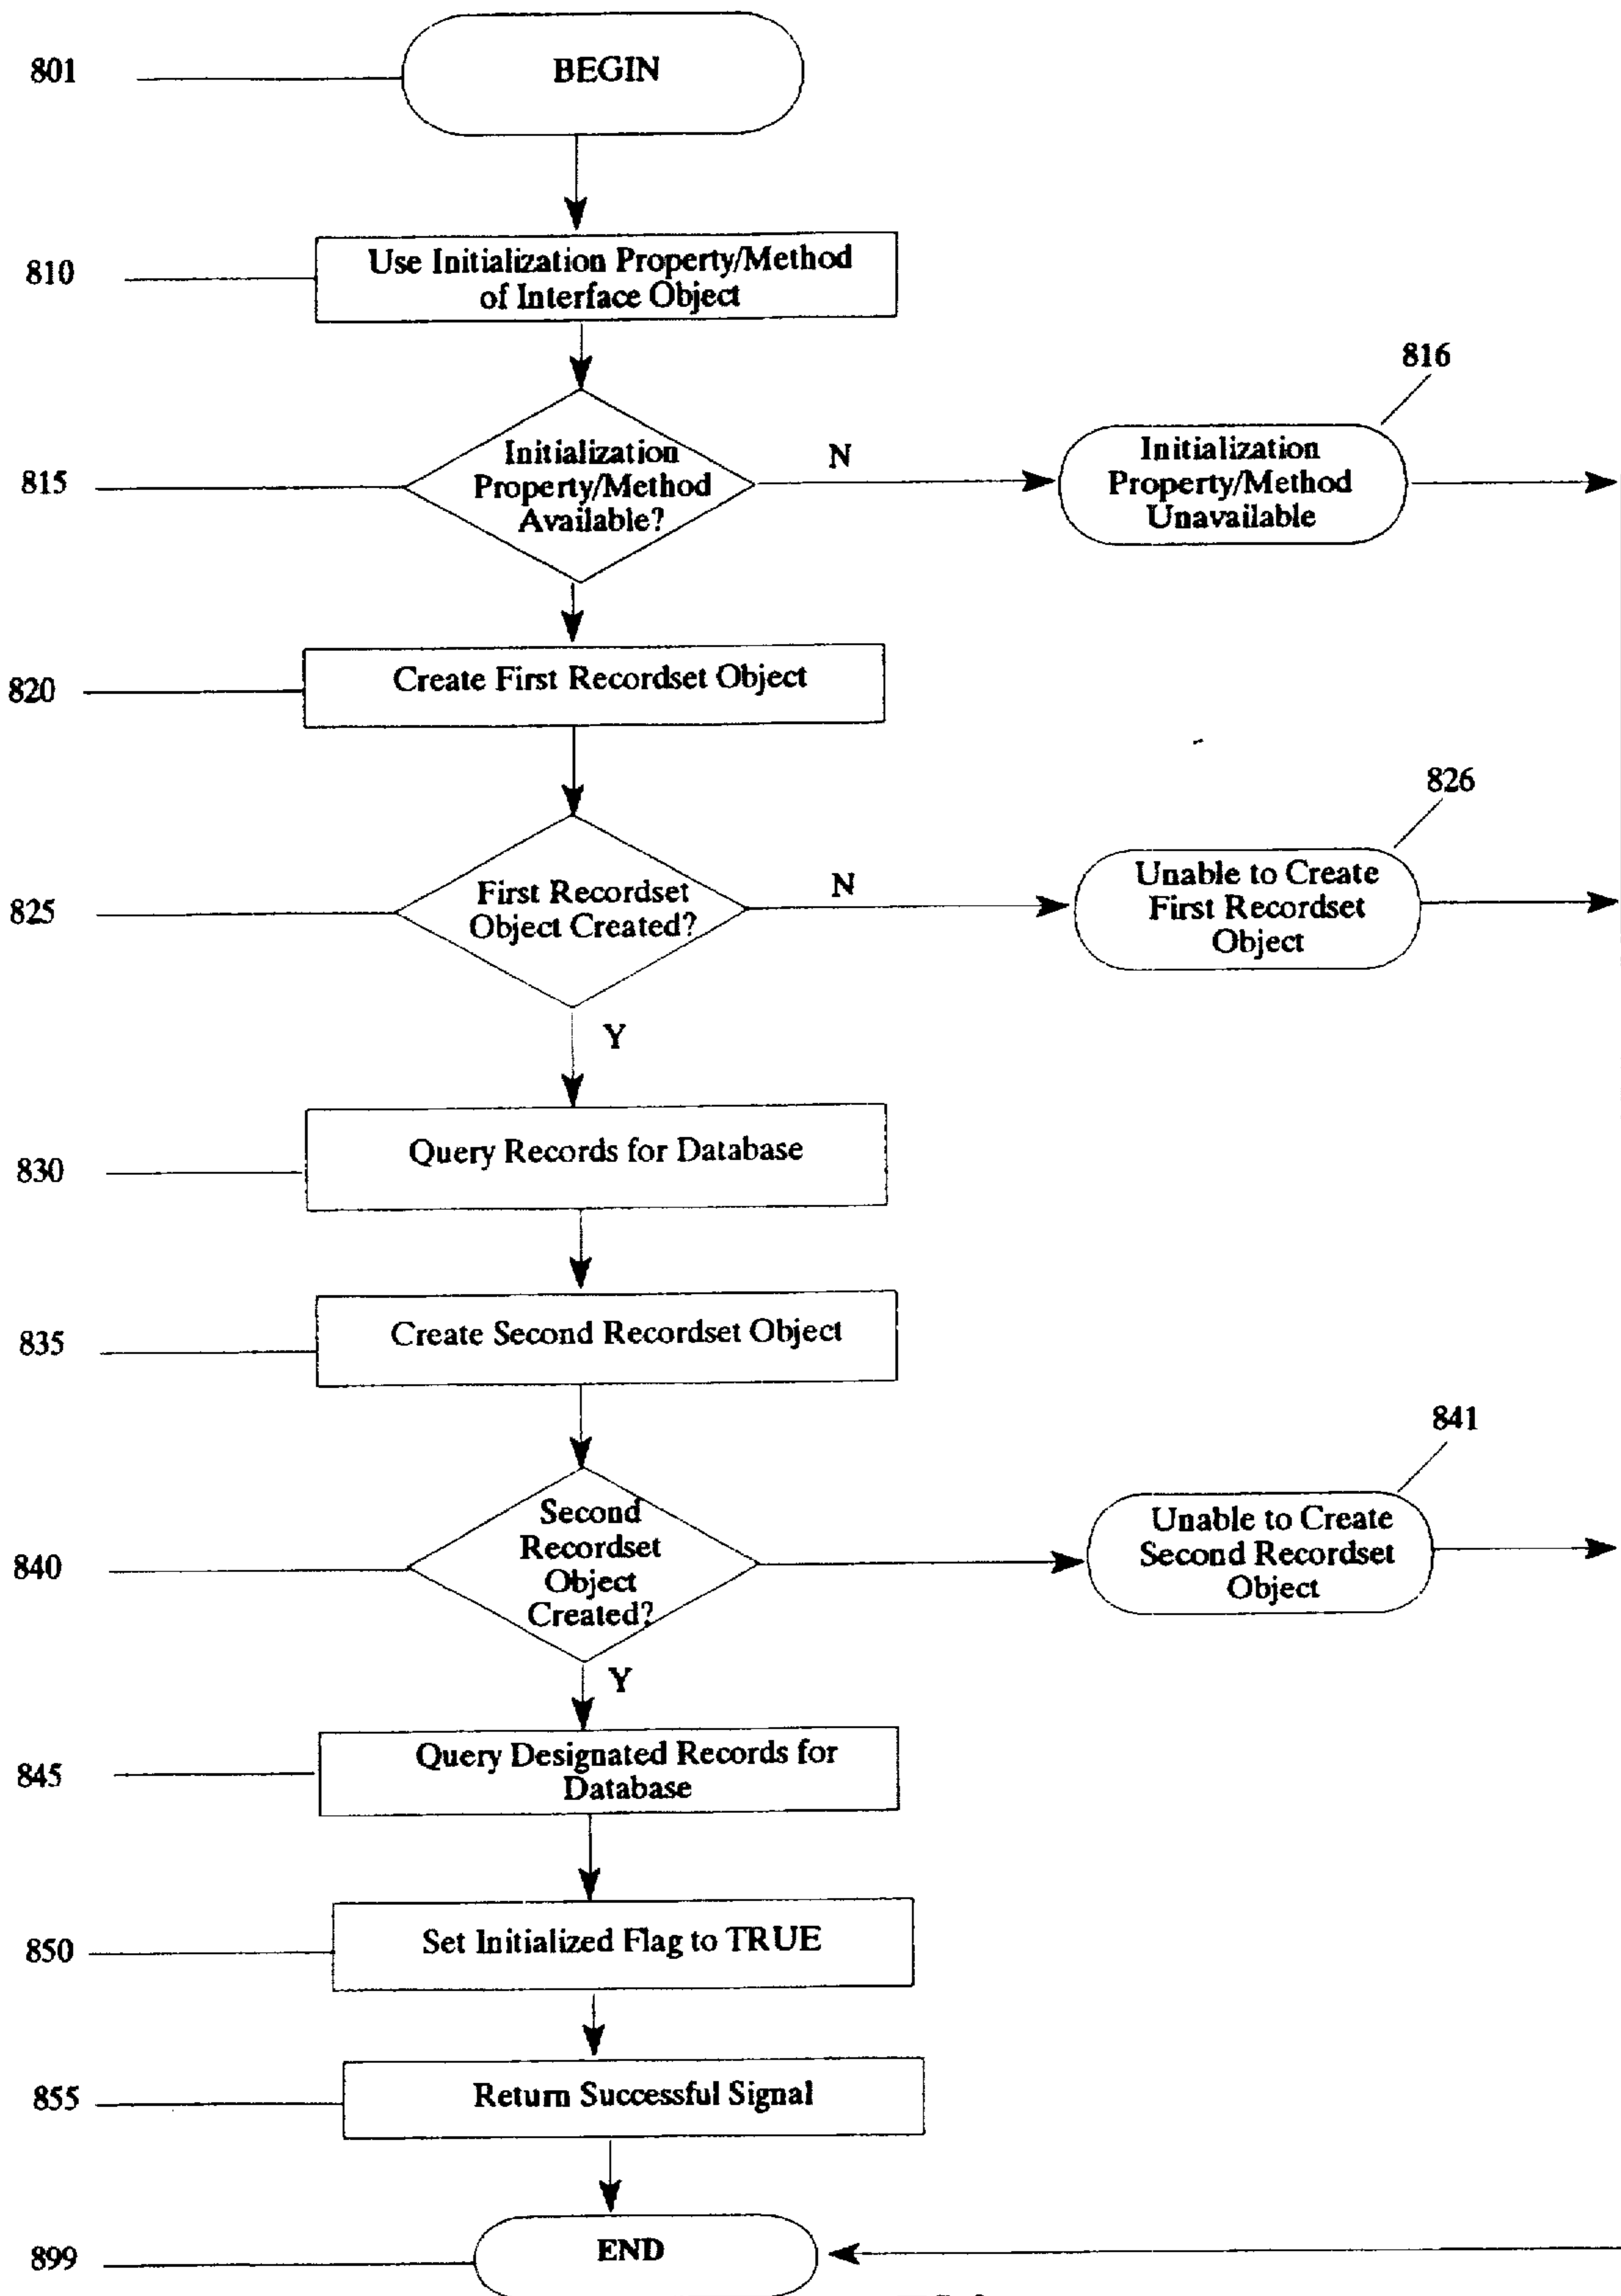 801
BEGIN
810
Use Initialization Property/Method
of Interface Object
816
815
Initialization
Property/Method
Available?
N
Initialization
Property/Method
Unavailable
820
Create First Recordset Object
826
825
First Recordset
Object Created?
N
Unable to Create
First Recordset
Object
Y
830
Query Records for Database
835
Create Second Recordset Object
841
840
Second
Recordset
Object
Created?
Unable to Create
Second Recordset
Object
Y
845
Query Designated Records for
Database
850
Set Initialized Flag to TRUE
855
Return Successful Signal
899
END